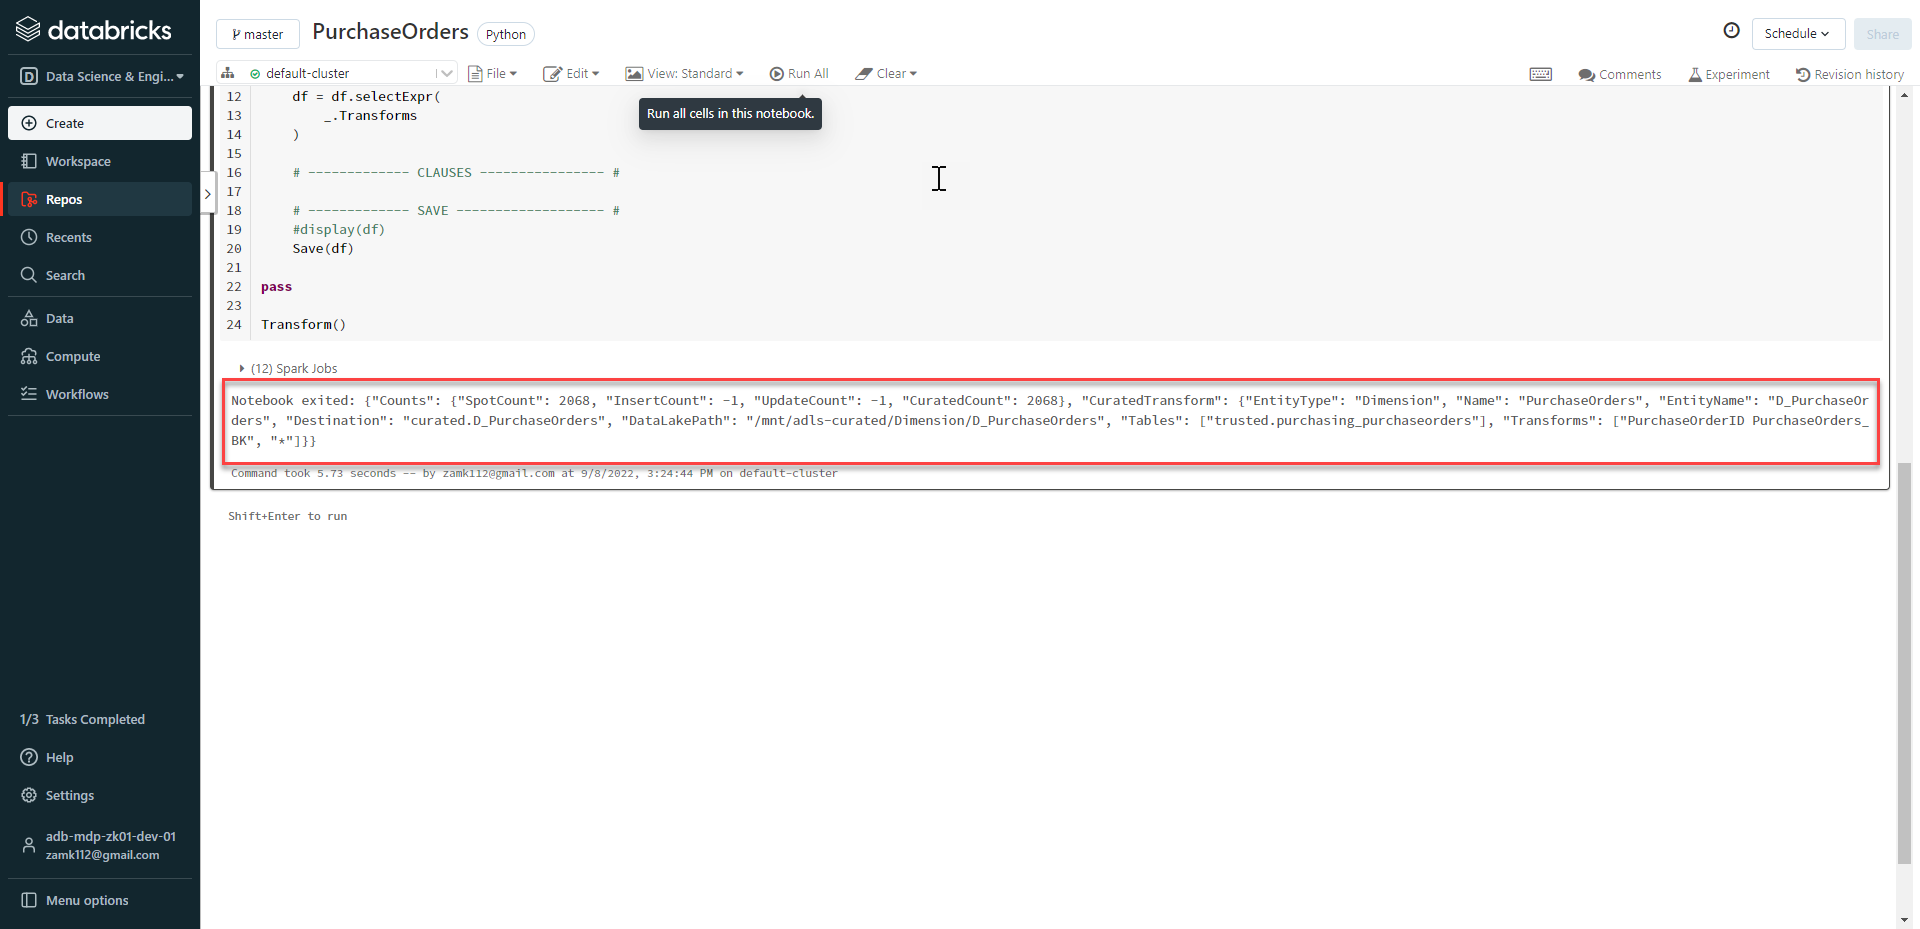 databricks
Data Science & Engi...
Create
Workspace
Repos
Recents
Search
Data
Compute
Workflows
1/3 Tasks Completed
Help
Settings
adb-mdp-zk01-dev-01
zamk112@gmail.com
Menu options
master
PurchaseOrders
Python
Schedule
Share
default-cluster
File
Edit
View: Standard
Run All
Clear
Comments
Experiment
Revision history
Run all cells in this notebook.
12 df = df.selectExpr(
13 _.Transforms
14 )
15
16 # ------------- CLAUSES ---------------- #
17
18 # ------------- SAVE ------------------- #
19 #display(df)
20 Save(df)
21
22 pass
23
24 Transform()
(12) Spark Jobs
Notebook exited: {"Counts": {"SpotCount": 2068, "InsertCount": -1, "UpdateCount": -1, "CuratedCount": 2068}, "CuratedTransform": {"EntityType": "Dimension", "Name": "PurchaseOrders", "EntityName": "D_PurchaseOr
ders", "Destination": "curated.D_PurchaseOrders", "DataLakePath": "/mnt/adls-curated/Dimension/D_PurchaseOrders", "Tables": ["trusted.purchasing_purchaseorders"], "Transforms": ["PurchaseOrderID PurchaseOrders_
BK", "*"]}}
Command took 5.73 seconds -- by zamk112@gmail.com at 9/8/2022, 3:24:44 PM on default-cluster
Shift+Enter to run